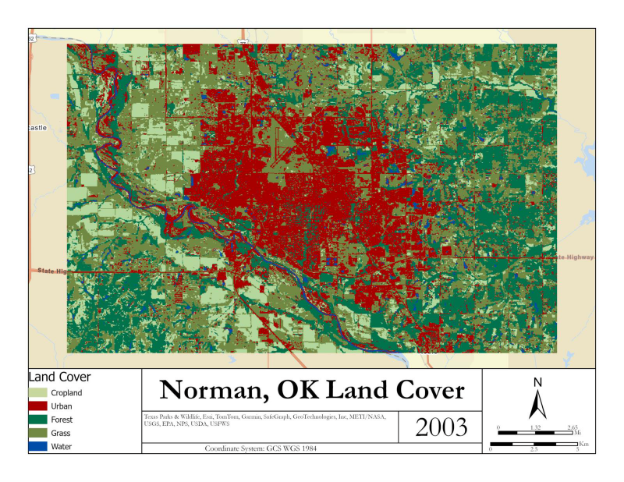 castle
State Hig
State Highway
Land Cover
Cropland
Urban
Forest
Grass
Water
Norman, OK Land Cover
Texas Parks & Wildlife, Esri, TomTom, Garmin, SafeGraph, GeoTechnologies, Inc, METI/NASA,
USGS, EPA, NPS, USDA, USFWS
2003
Coordinate System: GCS WGS 1984
N
0 1.32 2.65
Mi
Km
0 2.5 5